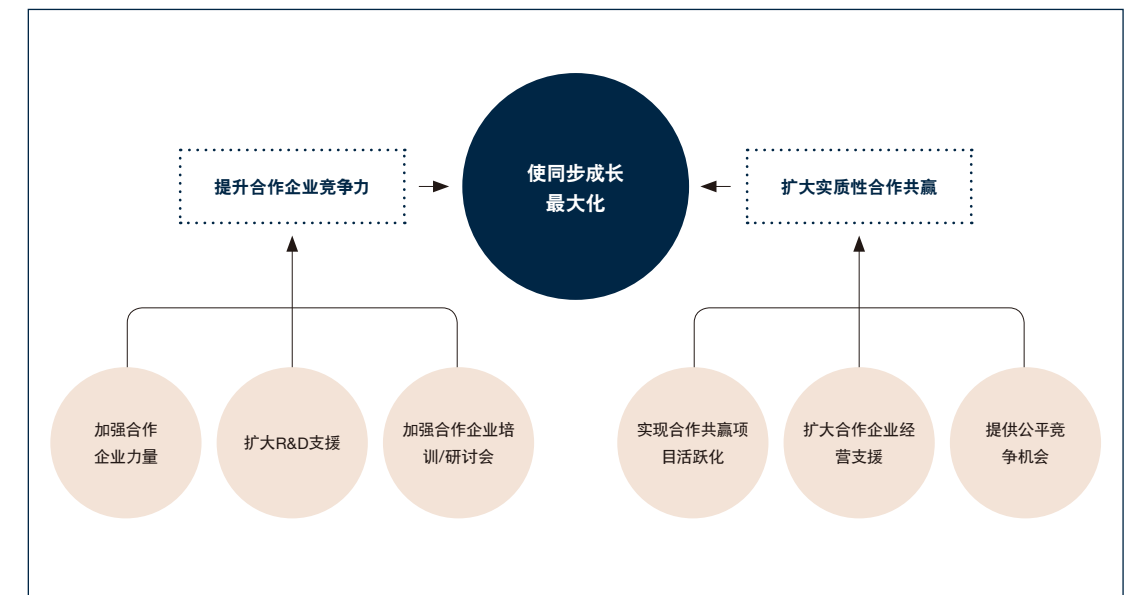 使同步成长
最大化
提升合作企业竞争力
扩大实质性合作共赢
加强合作
企业力量
扩大R&D支援
加强合作企业培
训/研讨会
实现合作共赢项
目活跃化
扩大合作企业经
营支援
提供公平竞
争机会